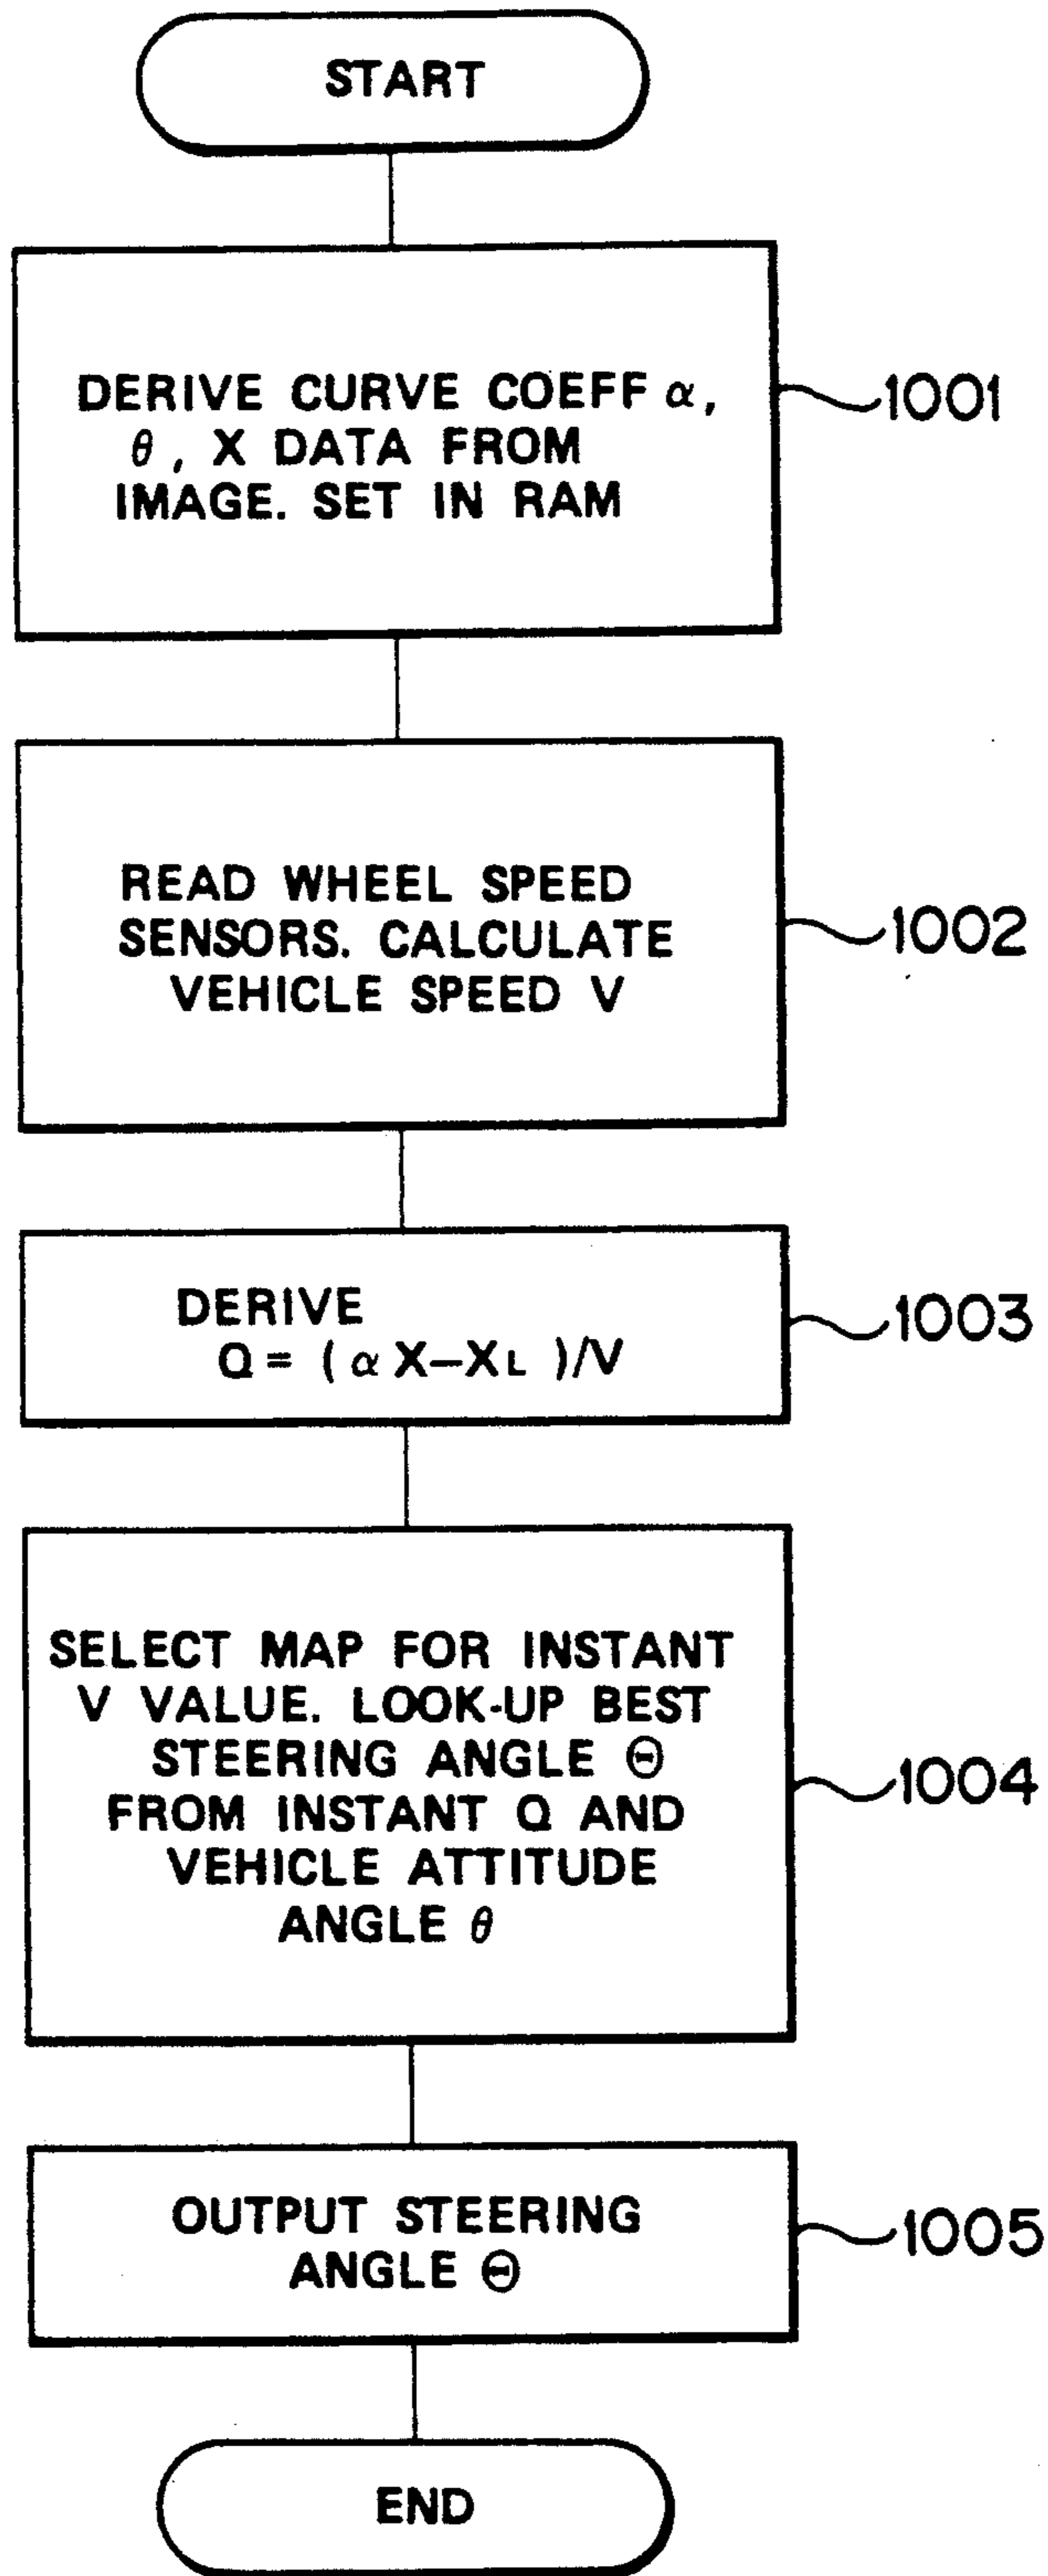 START
DERIVE CURVE COEFF α,
θ, X DATA FROM
IMAGE. SET IN RAM
1001
READ WHEEL SPEED
SENSORS. CALCULATE
VEHICLE SPEED V
1002
DERIVE
Q = ( α X–XL )/V
1003
SELECT MAP FOR INSTANT
V VALUE. LOOK-UP BEST
STEERING ANGLE Θ
FROM INSTANT Q AND
VEHICLE ATTITUDE
ANGLE θ
1004
OUTPUT STEERING
ANGLE Θ
1005
END